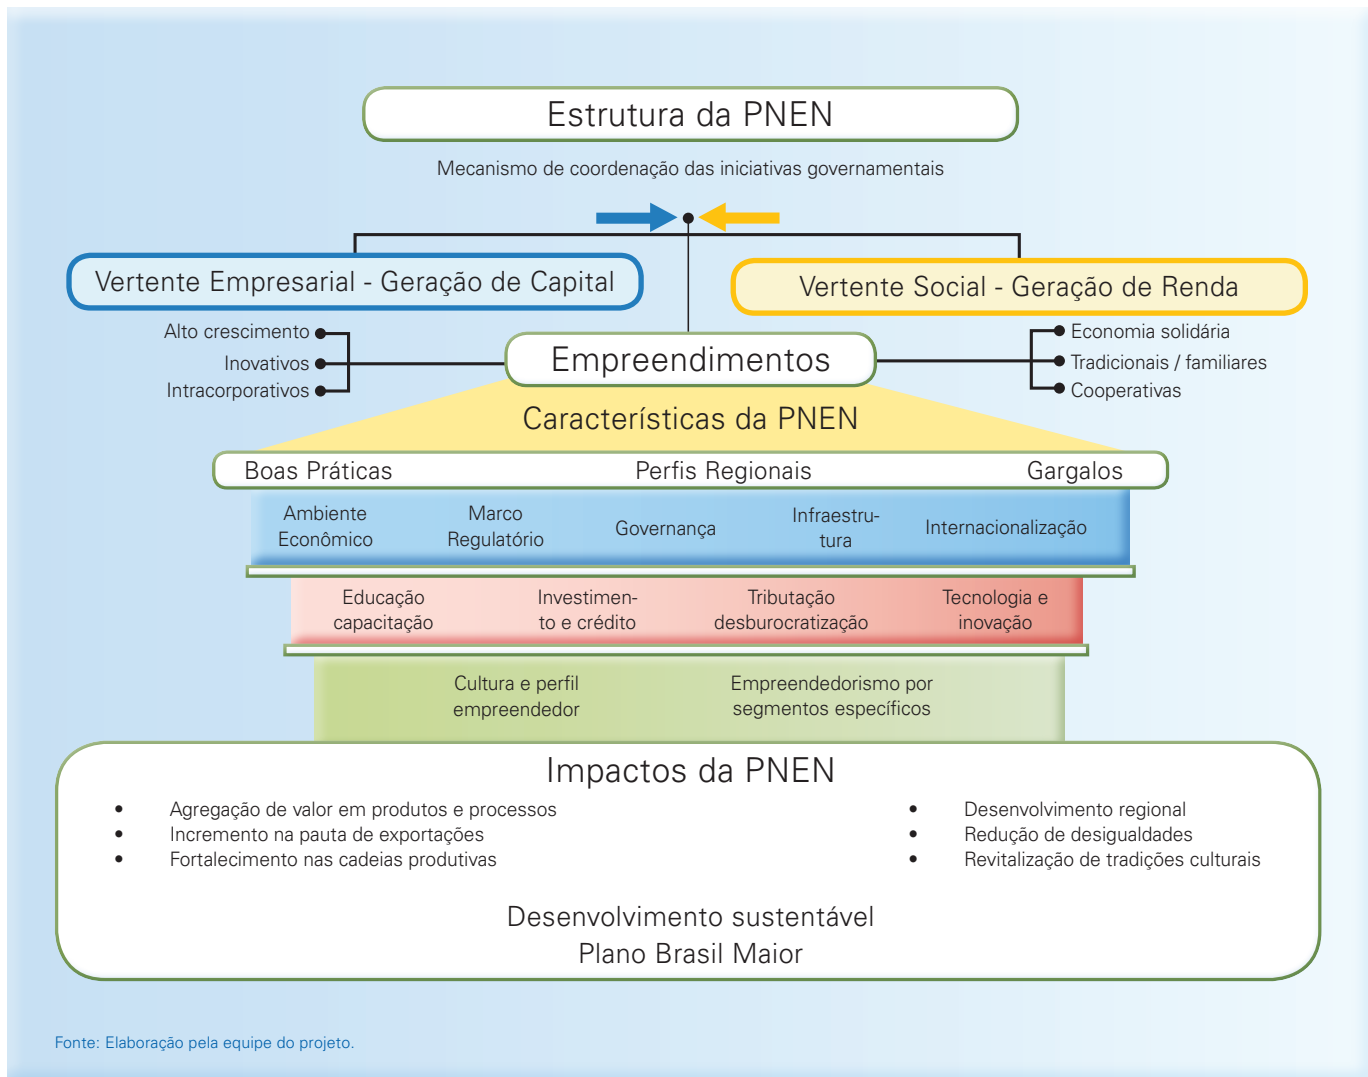 Estrutura da PNEN
Mecanismo de coordenação das iniciativas governamentais
Vertente Empresarial - Geração de Capital
Vertente Social - Geração de Renda
Alto crescimento
Inovativos
Intracorporativos
Empreendimentos
Economia solidária
Tradicionais / familiares
Cooperativas
Características da PNEN
Boas Práticas
Perfis Regionais
Gargalos
Ambiente
Econômico
Marco
Regulatório
Governança
Infraestru-
tura
Internacionalização
Educação
capacitação
Investimen-
to e crédito
Tributação
desburocratização
Tecnologia e
inovação
Cultura e perfil
empreendedor
Empreendedorismo por
segmentos específicos
Impactos da PNEN
• Agregação de valor em produtos e processos
• Incremento na pauta de exportações
• Fortalecimento nas cadeias produtivas
• Desenvolvimento regional
• Redução de desigualdades
• Revitalização de tradições culturais
Desenvolvimento sustentável
Plano Brasil Maior
Fonte: Elaboração pela equipe do projeto.